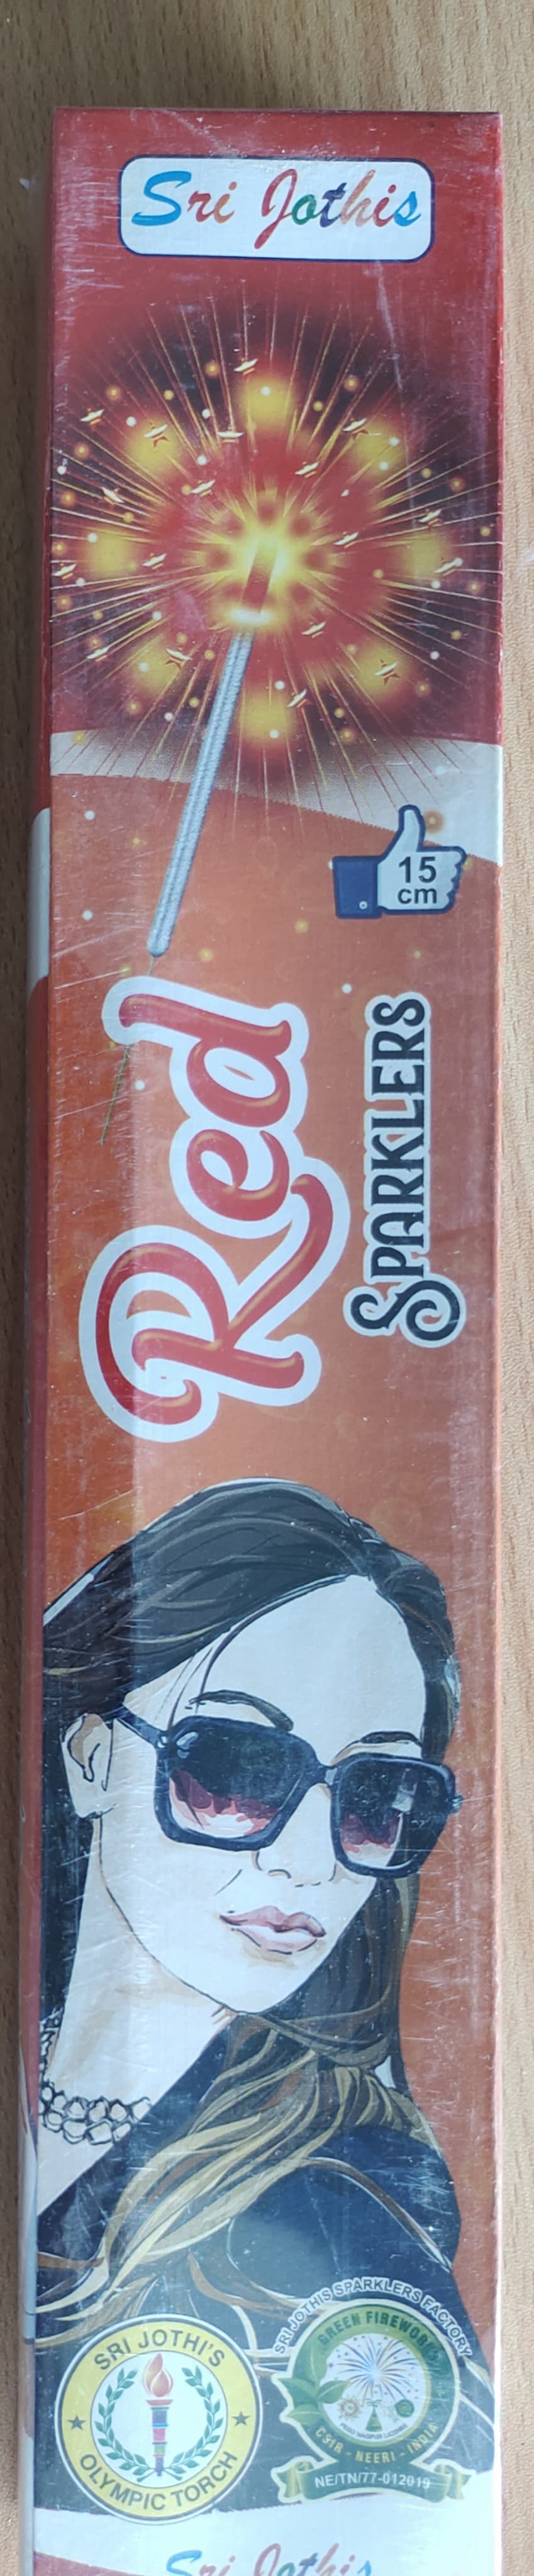 Sri Jothis
15
cm
Red
SPARKLERS
SRI JOTHI'S
OLYMPIC TORCH
SRI JOTHIS SPARKLERS FACTORY
GREEN FIREWORKS
CSIR - NEERI - INDIA
NE/TN/77-012019
Sri Jothis